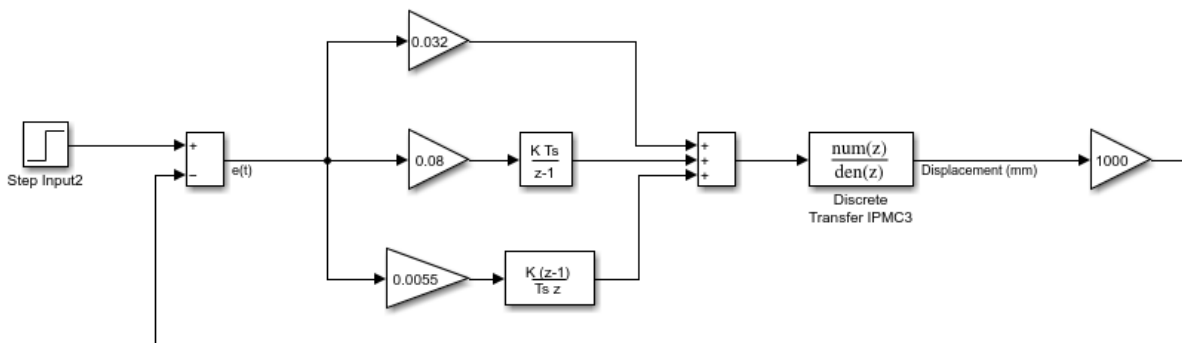 0.032
+
−
Step Input2
e(t)
0.08
K Ts
z-1
+
+
+
num(z)
den(z)
Discrete
Transfer IPMC3
Displacement (mm)
1000
0.0055
K (z-1)
Ts z